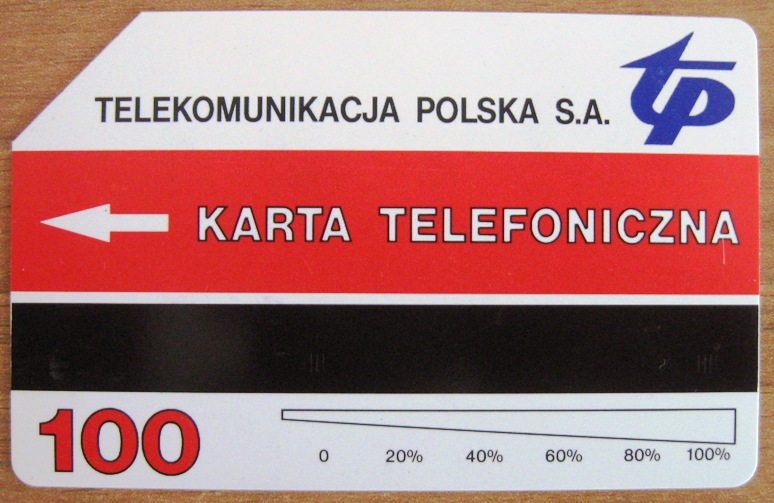 TELEKOMUNIKACJA POLSKA S.A. tp
KARTA TELEFONICZNA
100
0 20% 40% 60% 80% 100%